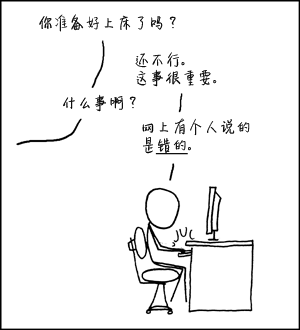 你准备好上床了吗？
还不行。
这事很重要。
什么事啊？
网上有个人说的
是错的。